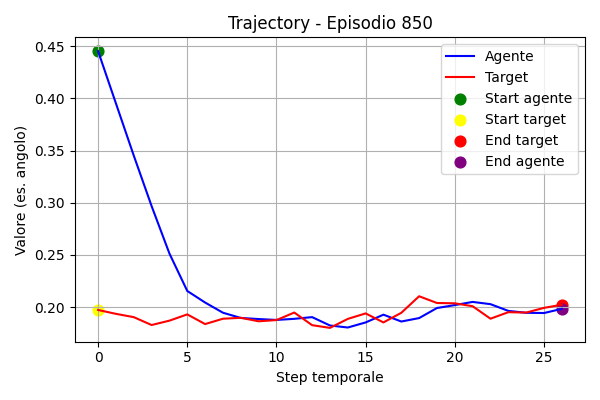 Trajectory - Episodio 850
Valore (es. angolo)
0.45
0.40
0.35
0.30
0.25
0.20
Agente
Target
Start agente
Start target
End target
End agente
0 5 10 15 20 25
Step temporale